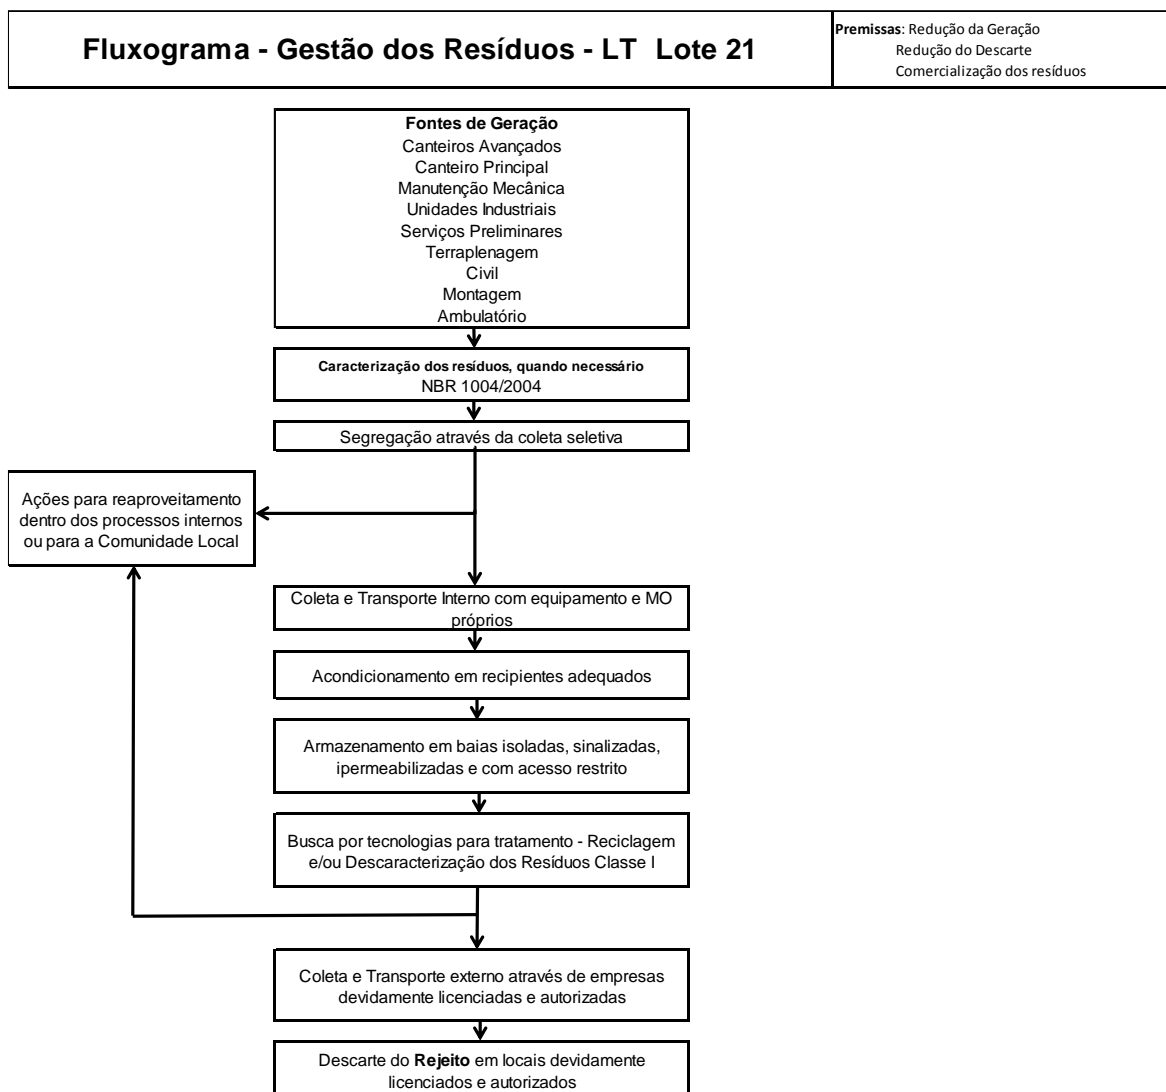 Fluxograma - Gestão dos Resíduos - LT Lote 21
Premissas: Redução da Geração
Redução do Descarte
Comercialização dos resíduos
Fontes de Geração
Canteiros Avançados
Canteiro Principal
Manutenção Mecânica
Unidades Industriais
Serviços Preliminares
Terraplenagem
Civil
Montagem
Ambulatório
Caracterização dos resíduos, quando necessário
NBR 1004/2004
Segregação através da coleta seletiva
Ações para reaproveitamento
dentro dos processos internos
ou para a Comunidade Local
Coleta e Transporte Interno com equipamento e MO
próprios
Acondicionamento em recipientes adequados
Armazenamento em baias isoladas, sinalizadas,
ipermeabilizadas e com acesso restrito
Busca por tecnologias para tratamento - Reciclagem
e/ou Descaracterização dos Resíduos Classe I
Coleta e Transporte externo através de empresas
devidamente licenciadas e autorizadas
Descarte do Rejeito em locais devidamente
licenciados e autorizados